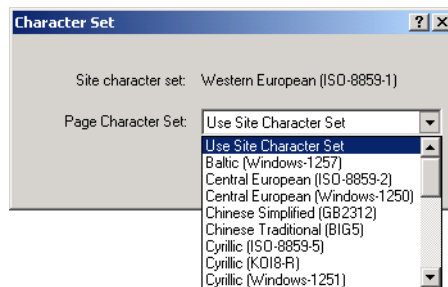 Character Set
Site character set: Western European (ISO-8859-1)
Page Character Set: Use Site Character Set
Use Site Character Set
Baltic (Windows-1257)
Central European (ISO-8859-2)
Central European (Windows-1250)
Chinese Simplified (GB2312)
Chinese Traditional (BIG5)
Cyrillic (ISO-8859-5)
Cyrillic (KOI8-R)
Cyrillic (Windows-1251)